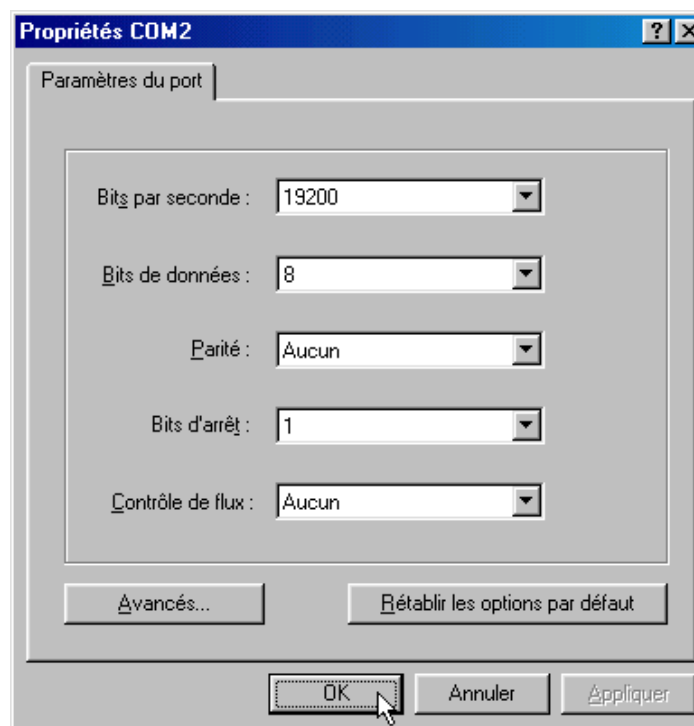 Propriétés COM2
Paramètres du port
Bits par seconde : 19200
Bits de données : 8
Parité : Aucun
Bits d'arrêt : 1
Contrôle de flux : Aucun
Avancés... Rétablir les options par défaut
OK Annuler Appliquer